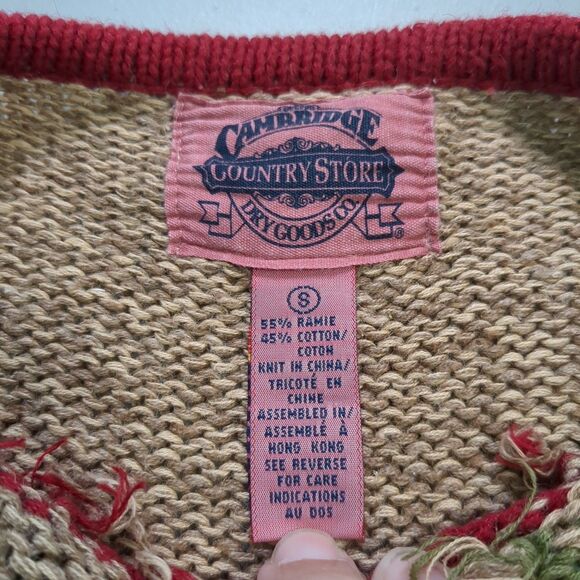 CAMBRIDGE
COUNTRY STORE
DRY GOODS CO.
®
S
55% RAMIE
45% COTTON/
COTON
KNIT IN CHINA/
TRICOTÉ EN
CHINE
ASSEMBLED IN/
ASSEMBLÉ À
HONG KONG
SEE REVERSE
FOR CARE
INDICATIONS
AU DOS